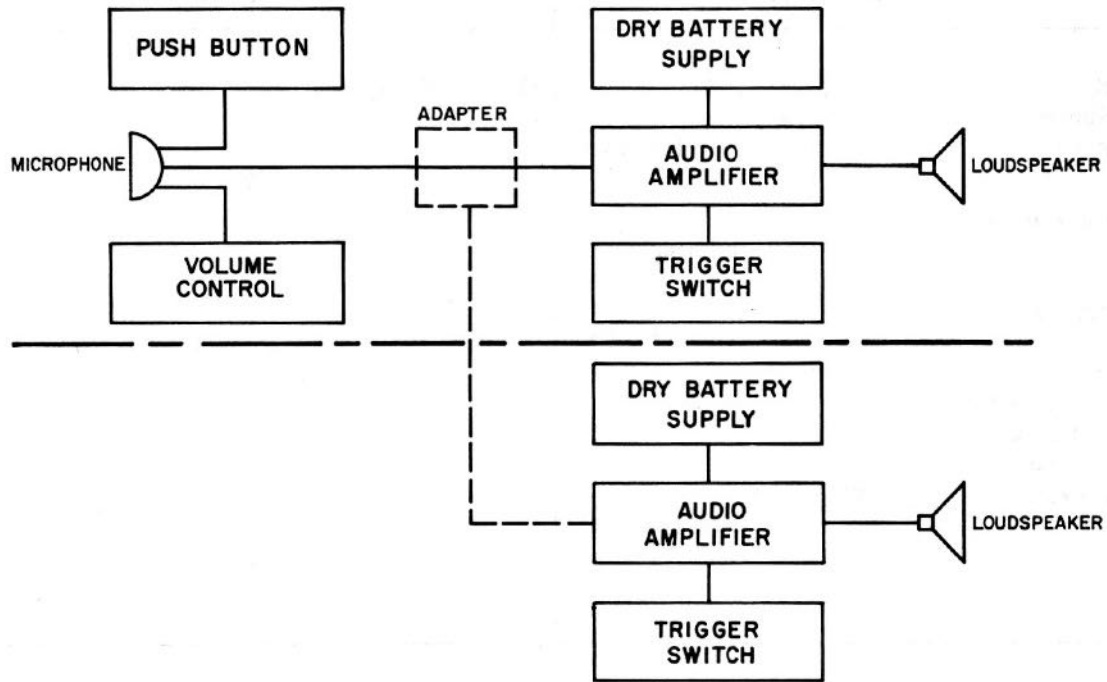 PUSH BUTTON
DRY BATTERY
SUPPLY
ADAPTER
MICROPHONE
AUDIO
AMPLIFIER
LOUDSPEAKER
VOLUME
CONTROL
TRIGGER
SWITCH
DRY BATTERY
SUPPLY
AUDIO
AMPLIFIER
LOUDSPEAKER
TRIGGER
SWITCH